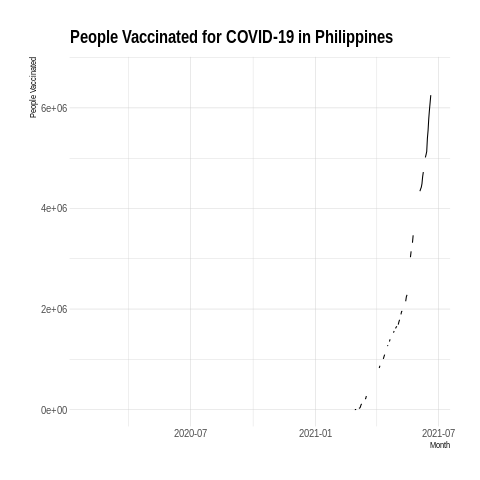 People Vaccinated for COVID-19 in Philippines
People Vaccinated
6e+06
4e+06
2e+06
0e+00
2020-07
2021-01
2021-07
Month